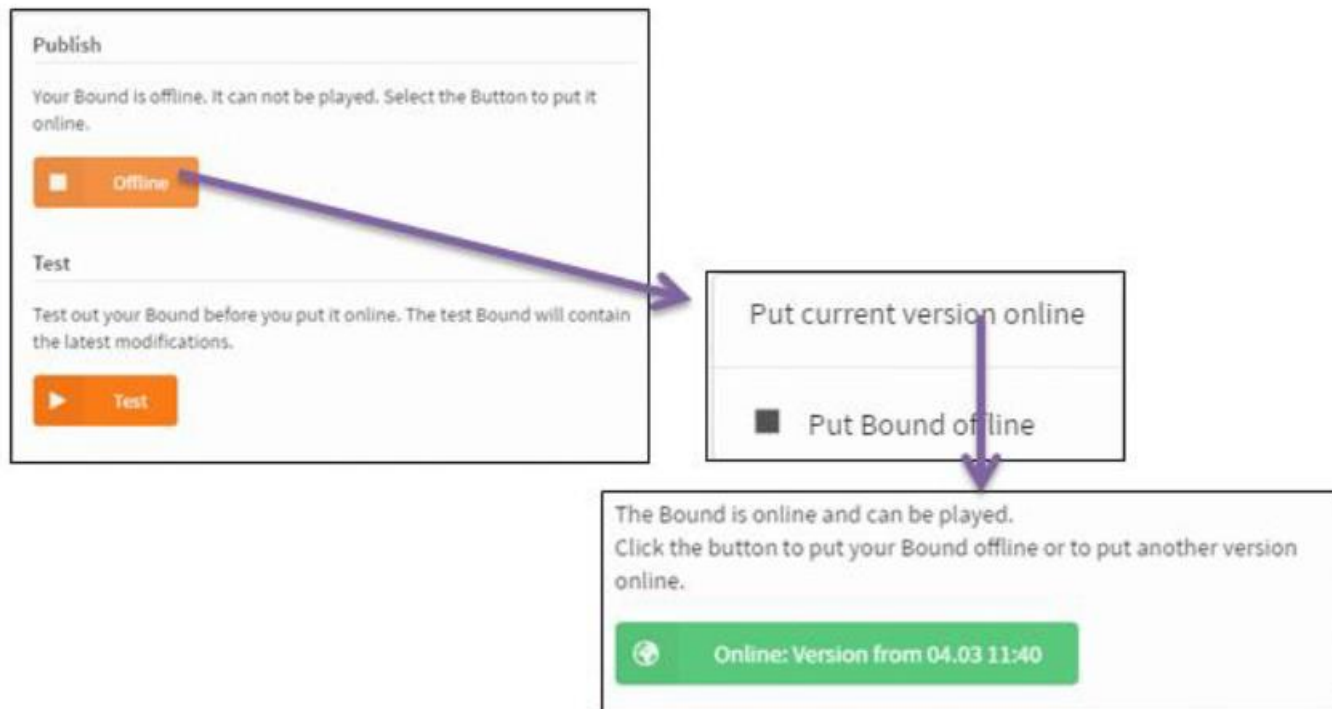 Publish
Your Bound is offline. It can not be played. Select the Button to put it
online.
Offline
Test
Test out your Bound before you put it online. The test Bound will contain
the latest modifications.
Test
Put current version online
Put Bound offline
The Bound is online and can be played.
Click the button to put your Bound offline or to put another version
online.
Online: Version from 04.03 11:40